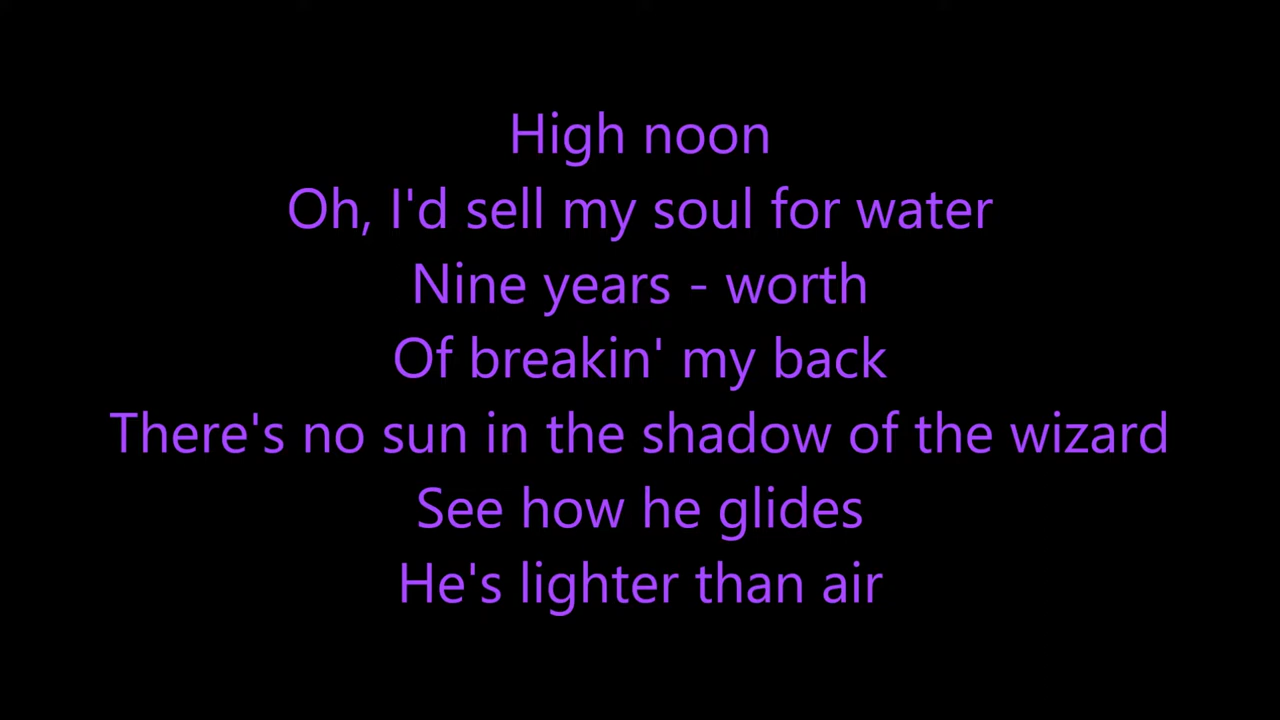 High noon
Oh, I'd sell my soul for water
Nine years - worth
Of breakin' my back
There's no sun in the shadow of the wizard
See how he glides
He's lighter than air